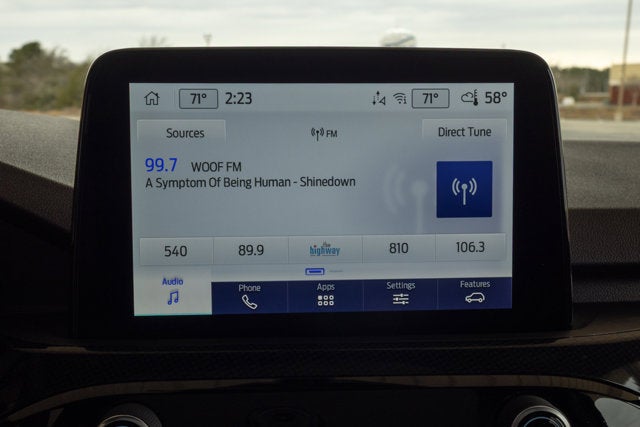 71° 2:23 71° 58°
Sources FM Direct Tune
99.7 WOOF FM
A Symptom Of Being Human - Shinedown
540 89.9 the highway 810 106.3
Audio Phone Apps Settings Features